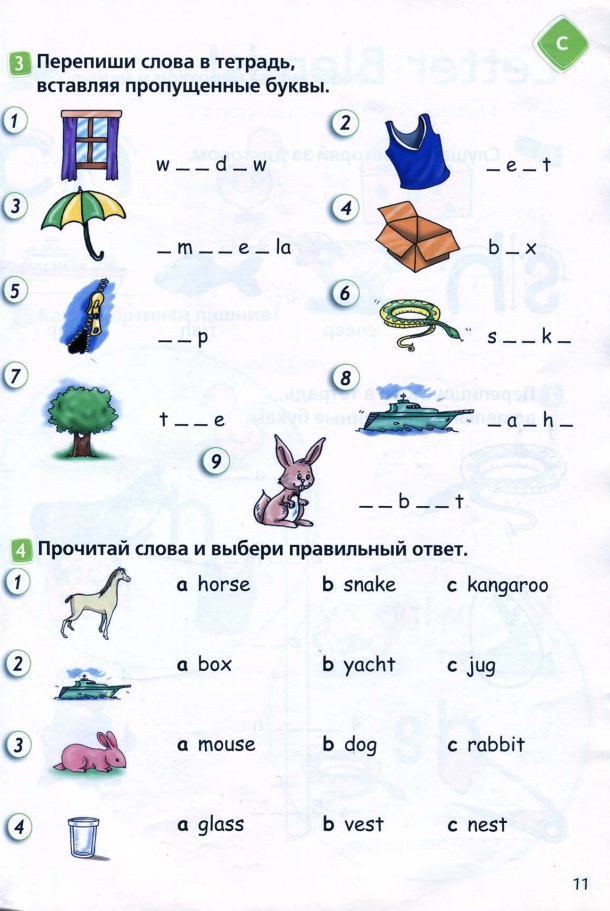 C
3 Перепиши слова в тетрадь,
вставляя пропущенные буквы.
1 w _ _ d _ w
2 _ e _ t
3 _ m _ _ e _ la
4 b _ x
5 _ _ p
6 s _ _ k _
7 t _ _ e
8 _ a _ h _
9 _ _ b _ _ t
4 Прочитай слова и выбери правильный ответ.
1 a horse b snake c kangaroo
2 a box b yacht c jug
3 a mouse b dog c rabbit
4 a glass b vest c nest
11